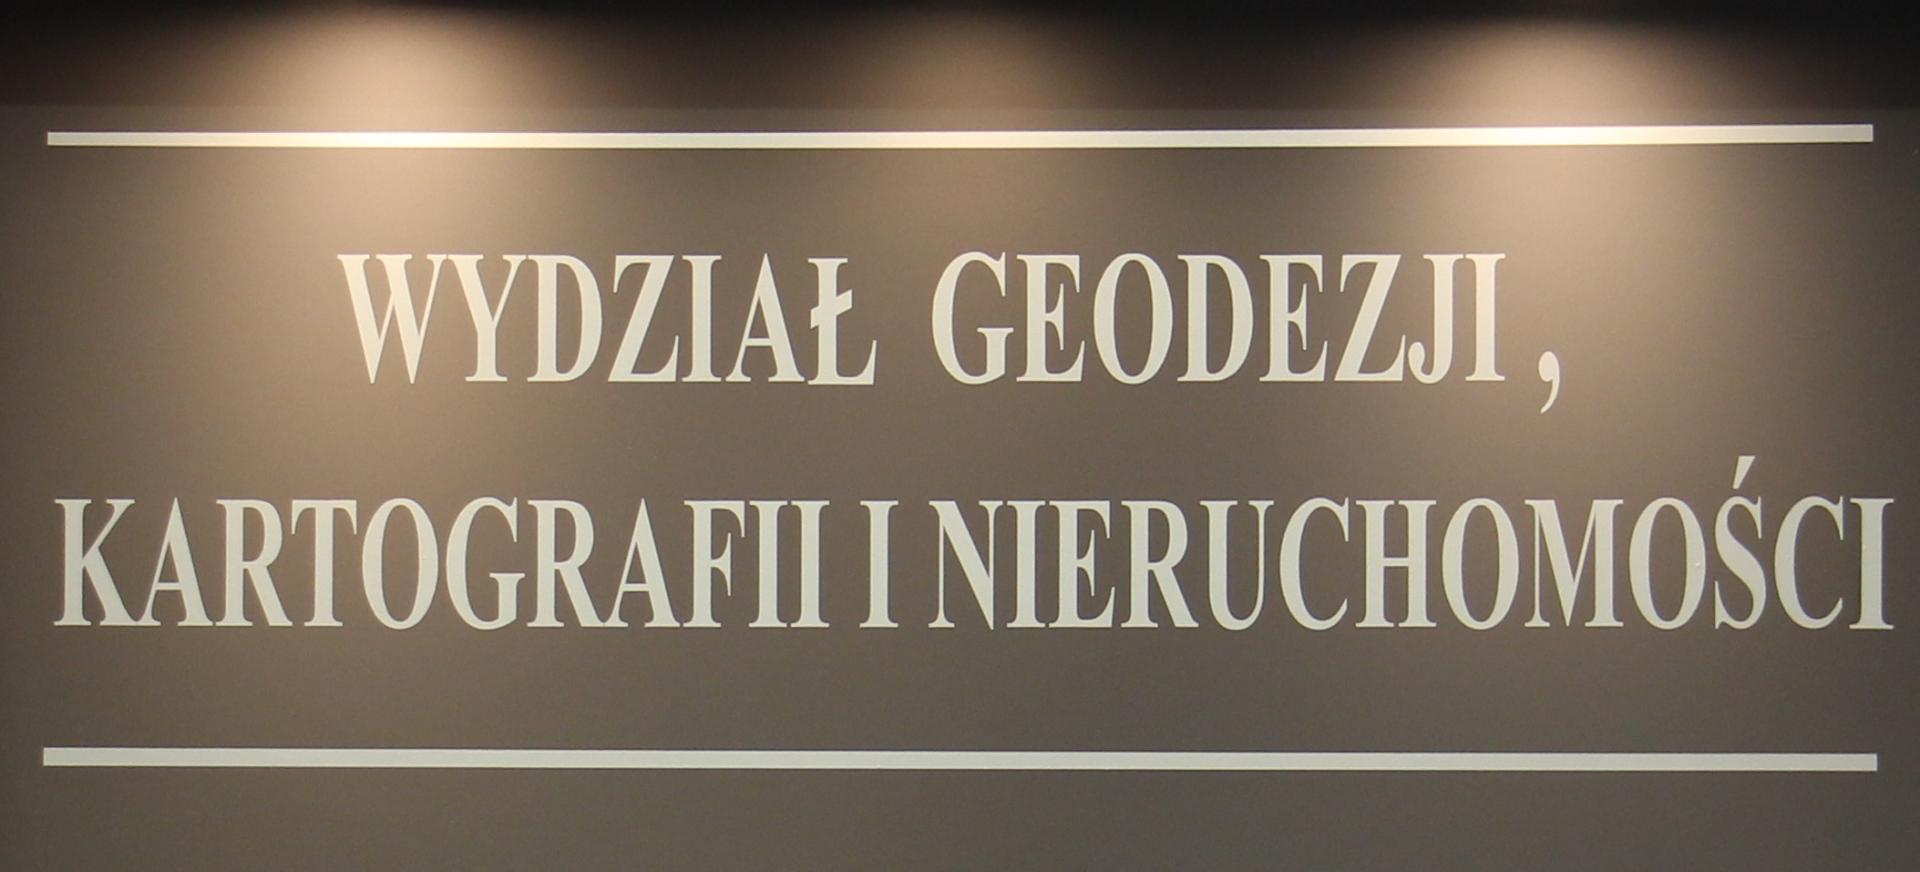 WYDZIAŁ GEODEZJI ,
KARTOGRAFII I NIERUCHOMOŚCI